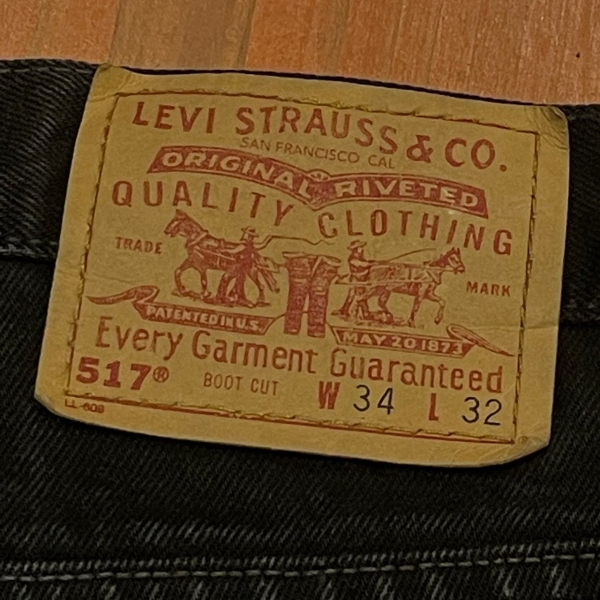 LEVI STRAUSS & CO.
SAN FRANCISCO CAL
ORIGINAL RIVETED
QUALITY CLOTHING
TRADE MARK
PATENTED IN U.S. MAY 20 1873
Every Garment Guaranteed
517® BOOT CUT W 34 L 32